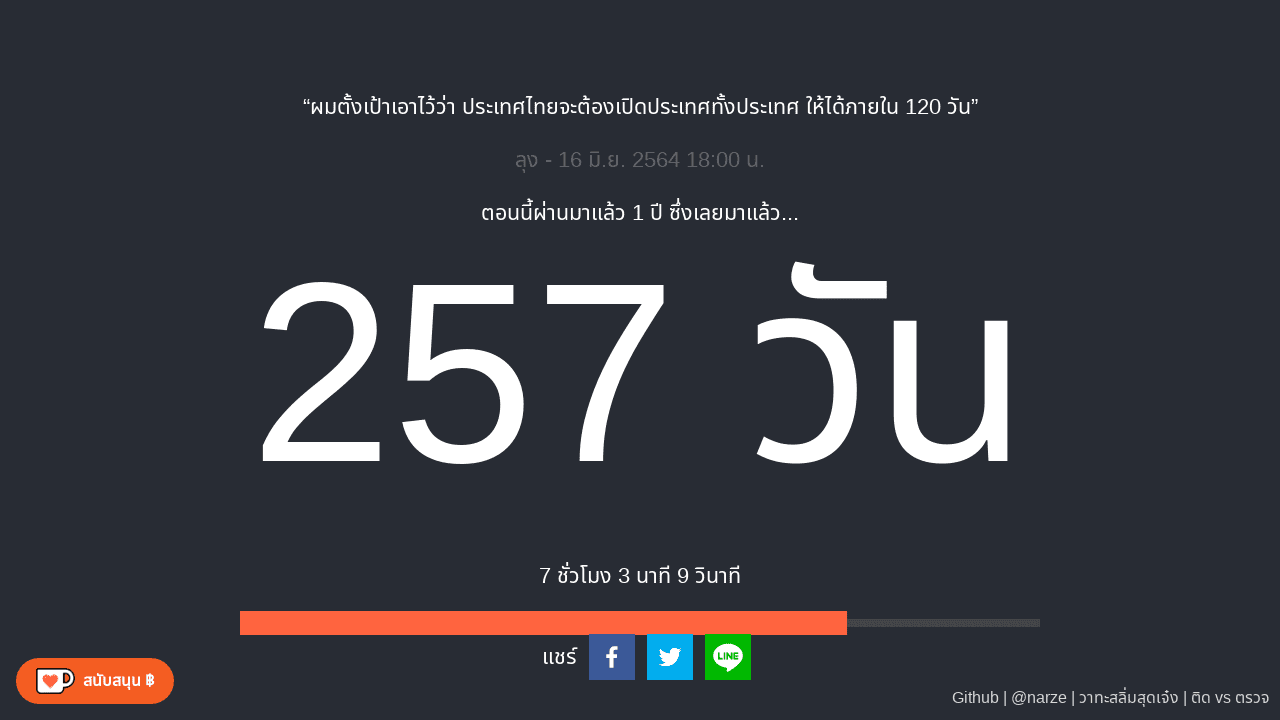 “ผมตั้งเป้าเอาไว้ว่า ประเทศไทยจะต้องเปิดประเทศทั้งประเทศ ให้ได้ภายใน 120 วัน”
ลุง - 16 มิ.ย. 2564 18:00 น.
ตอนนี้ผ่านมาแล้ว 1 ปี ซึ่งเลยมาแล้ว...
257 วัน
7 ชั่วโมง 3 นาที 9 วินาที
แชร์
LINE
สนับสนุน ฿
Github | @narze | วาทะสลิ่มสุดเจ๋ง | ติด vs ตรวจ